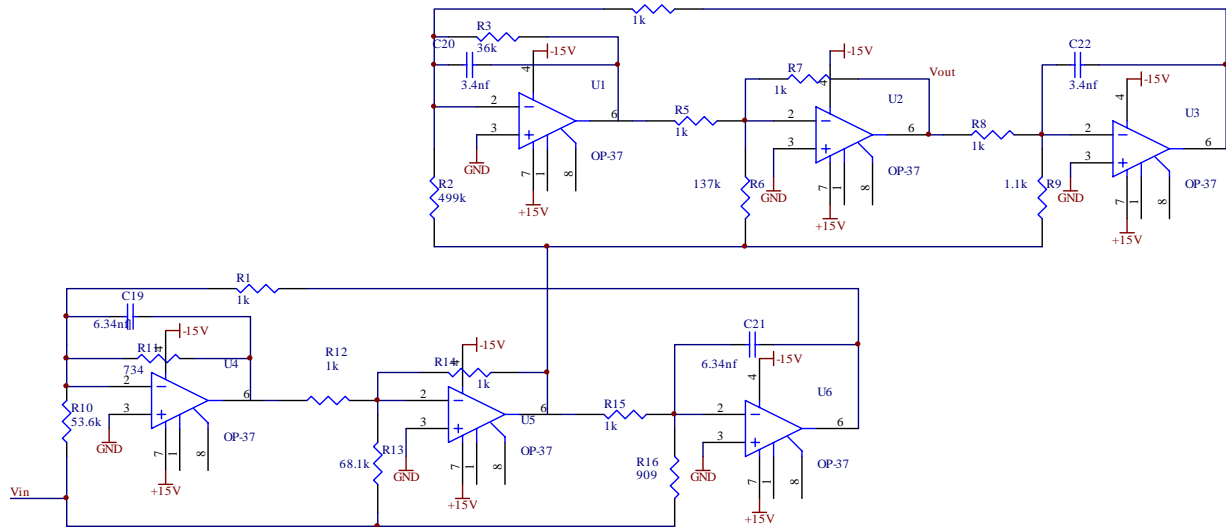 1k
R3
36k
C20
3.4nf
-15V
4
U1
2
3
6
OP-37
GND
7
1
8
+15V
R2
499k
R5
1k
R7
1k
-15V
4
U2
Vout
2
3
6
OP-37
GND
7
1
8
+15V
137k
R6
R8
1k
C22
3.4nf
-15V
4
U3
2
3
6
OP-37
GND
7
1
8
+15V
1.1k
R9
R1
1k
C19
6.34nf
-15V
4
R11
734
U4
2
3
6
OP-37
GND
7
1
8
+15V
R10
53.6k
R12
1k
R14
1k
-15V
4
2
3
6
U5
OP-37
GND
7
1
8
+15V
R13
68.1k
R15
1k
C21
6.34nf
-15V
4
U6
2
3
6
OP-37
GND
7
1
8
+15V
R16
909
Vin